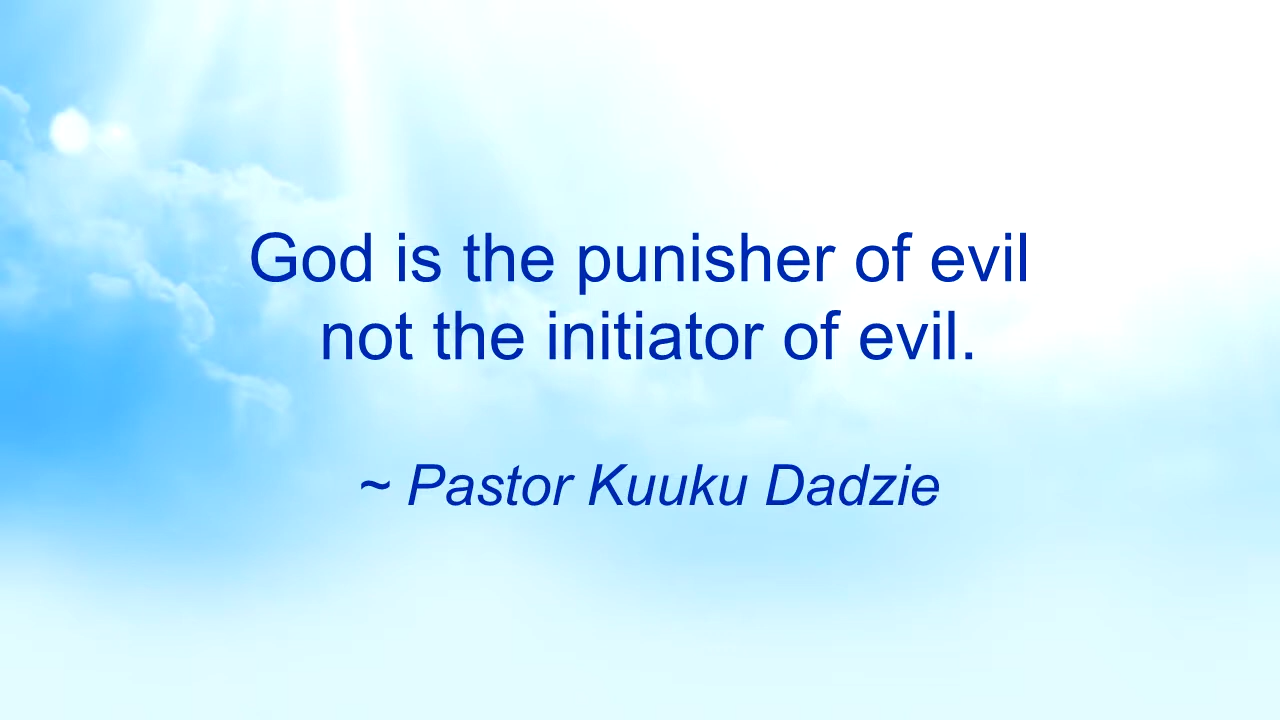 God is the punisher of evil
not the initiator of evil.
~ Pastor Kuuku Dadzie